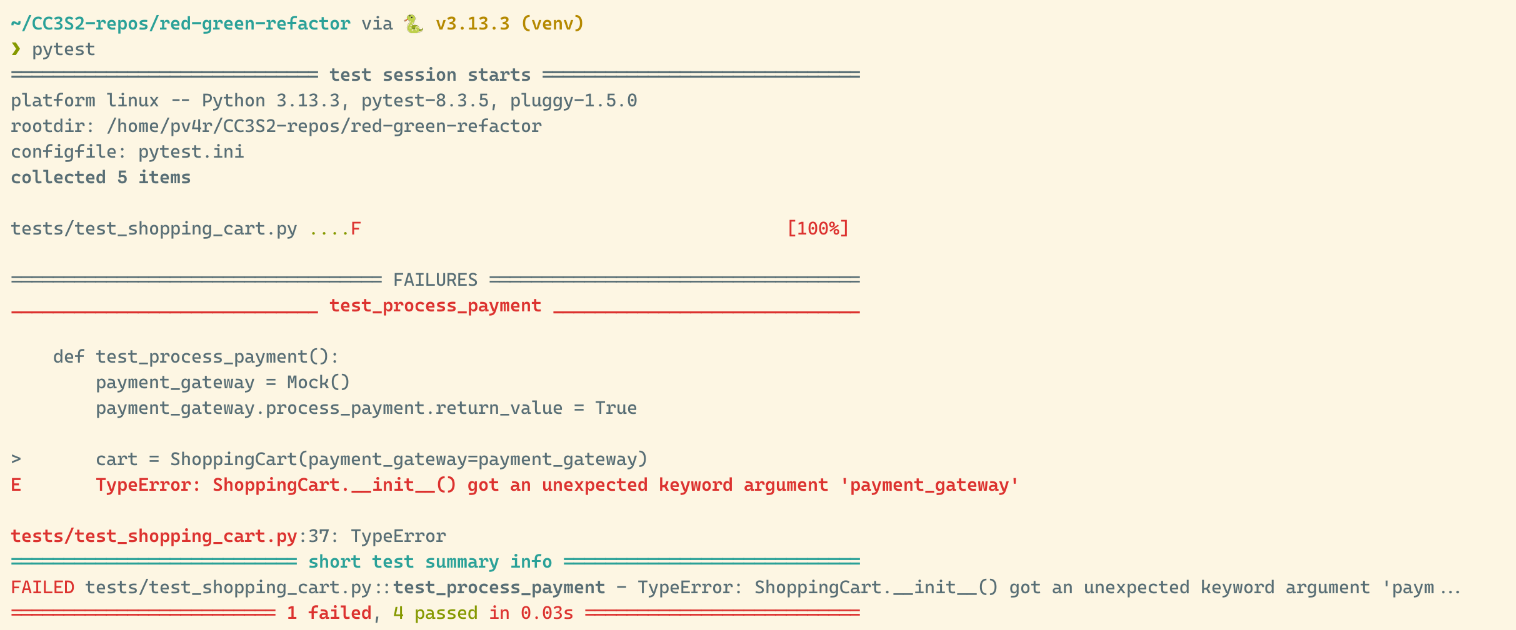 ~/CC3S2-repos/red-green-refactor via 🐍 v3.13.3 (venv)
❯ pytest
============================= test session starts ==============================
platform linux -- Python 3.13.3, pytest-8.3.5, pluggy-1.5.0
rootdir: /home/pv4r/CC3S2-repos/red-green-refactor
configfile: pytest.ini
collected 5 items

tests/test_shopping_cart.py ....F                                        [100%]

=================================== FAILURES ===================================
_____________________________ test_process_payment _____________________________

    def test_process_payment():
        payment_gateway = Mock()
        payment_gateway.process_payment.return_value = True

>       cart = ShoppingCart(payment_gateway=payment_gateway)
E       TypeError: ShoppingCart.__init__() got an unexpected keyword argument 'payment_gateway'

tests/test_shopping_cart.py:37: TypeError
=========================== short test summary info ============================
FAILED tests/test_shopping_cart.py::test_process_payment - TypeError: ShoppingCart.__init__() got an unexpected keyword argument 'paym...
========================= 1 failed, 4 passed in 0.03s ==========================